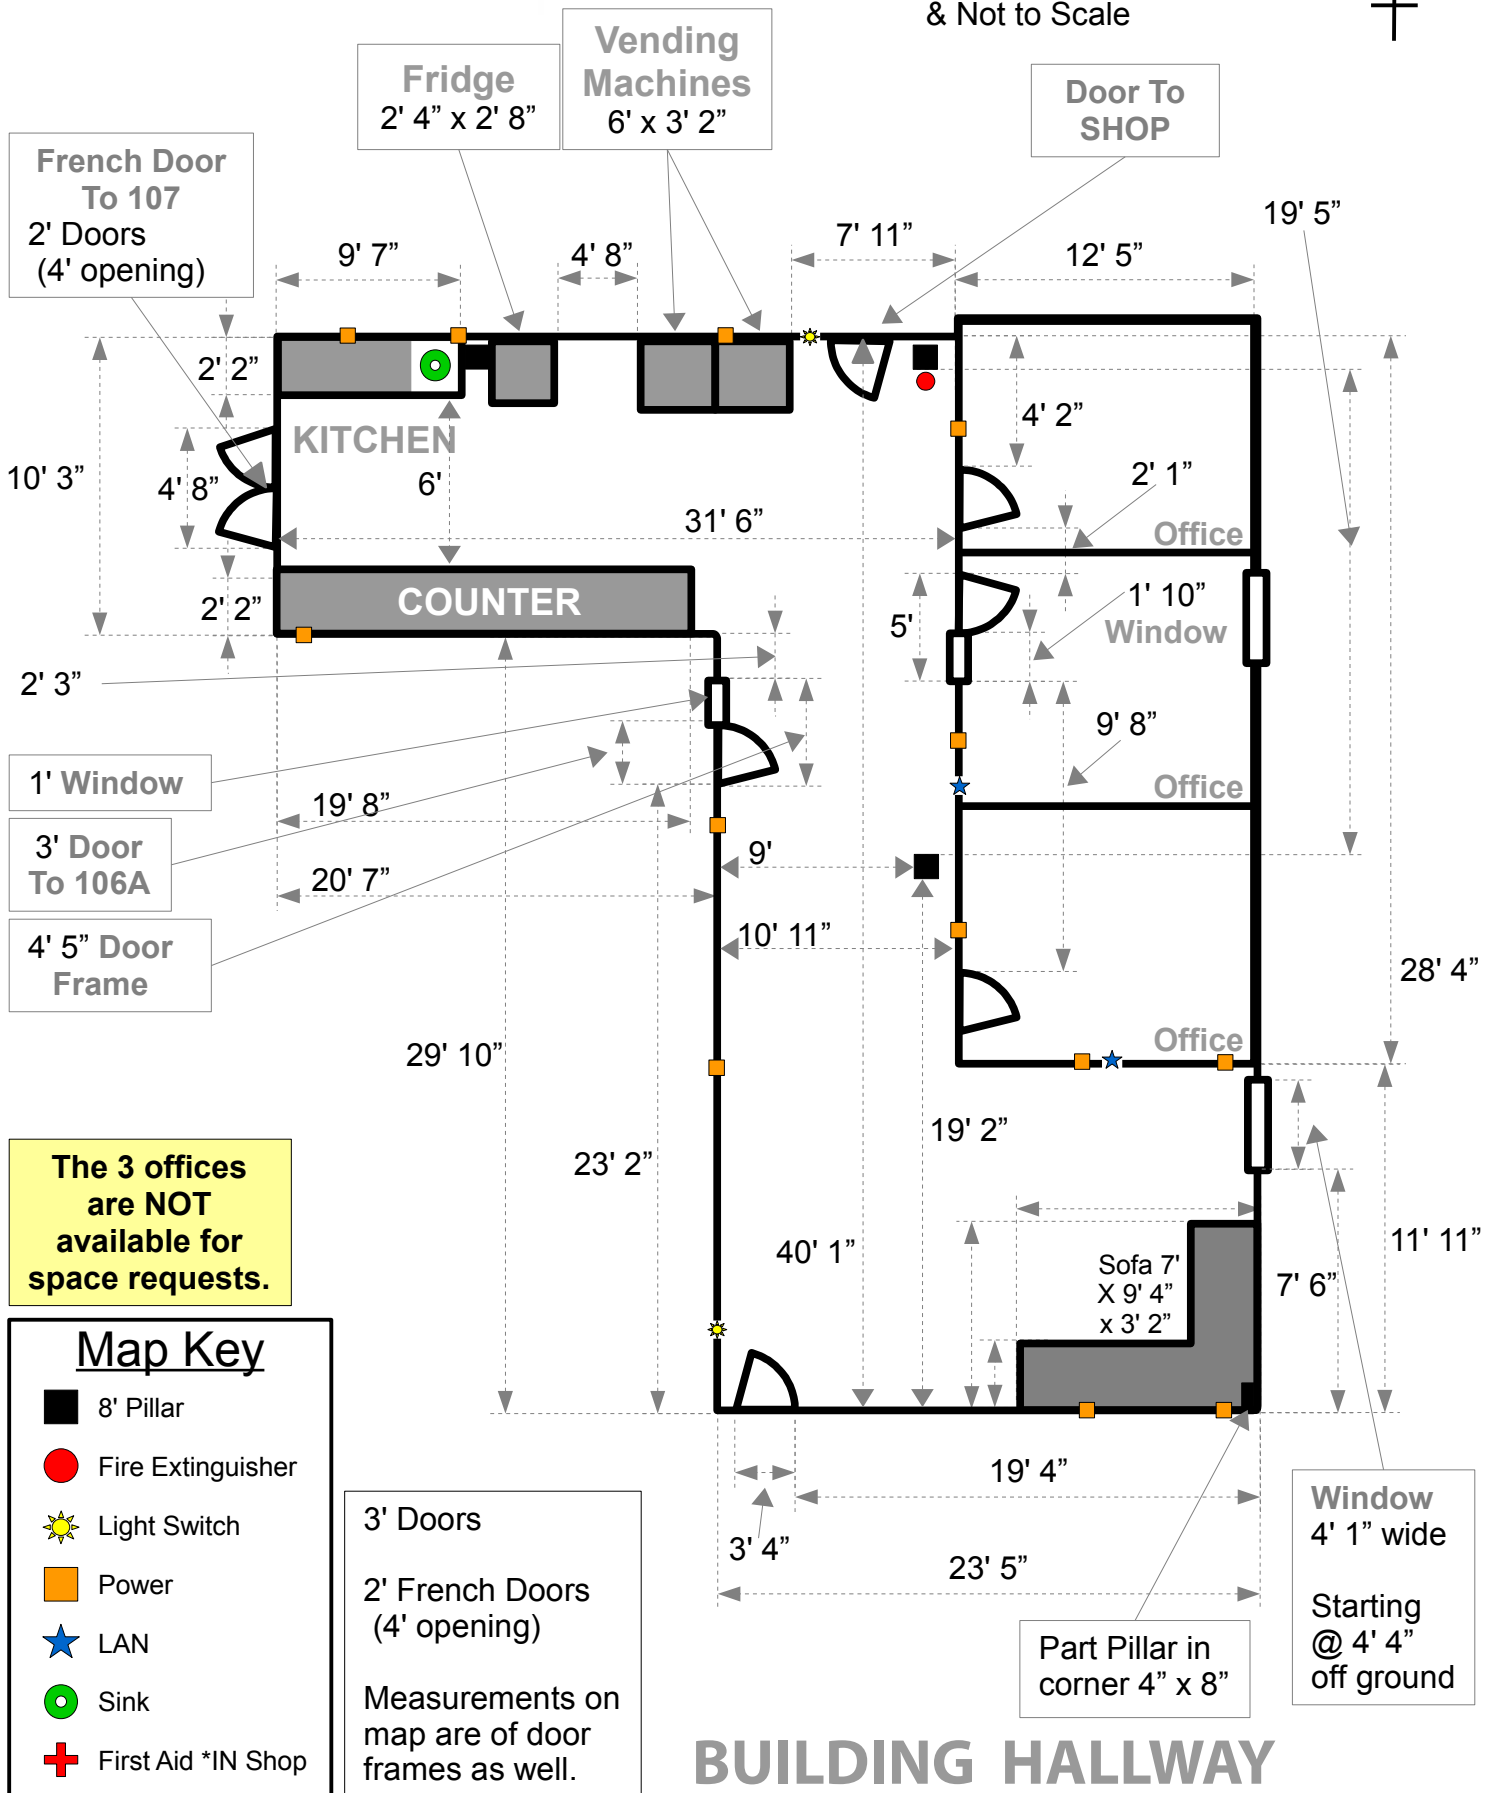 & Not to Scale
Vending
Machines
6' x 3' 2”
Fridge
2' 4” x 2' 8”
Door To
SHOP
French Door
To 107
2' Doors
(4' opening)
19' 5”
9' 7”
4' 8”
7' 11”
12' 5”
2' 2”
4' 2”
KITCHEN
10' 3”
4' 8”
6'
2' 1”
31' 6”
Office
2' 2”
COUNTER
5'
1' 10”
Window
2' 3”
9' 8”
1' Window
Office
19' 8”
3' Door
To 106A
9'
20' 7”
4' 5” Door
Frame
10' 11”
28' 4”
Office
29' 10”
19' 2”
23' 2”
The 3 offices
are NOT
available for
space requests.
40' 1”
11' 11”
Sofa 7'
X 9' 4”
x 3' 2”
7' 6”
Map Key
8' Pillar
Fire Extinguisher
Light Switch
Power
LAN
Sink
First Aid *IN Shop
19' 4”
3' 4”
23' 5”
3' Doors
2' French Doors
(4' opening)
Measurements on
map are of door
frames as well.
Window
4' 1” wide
Starting
@ 4' 4”
off ground
Part Pillar in
corner 4” x 8”
BUILDING HALLWAY